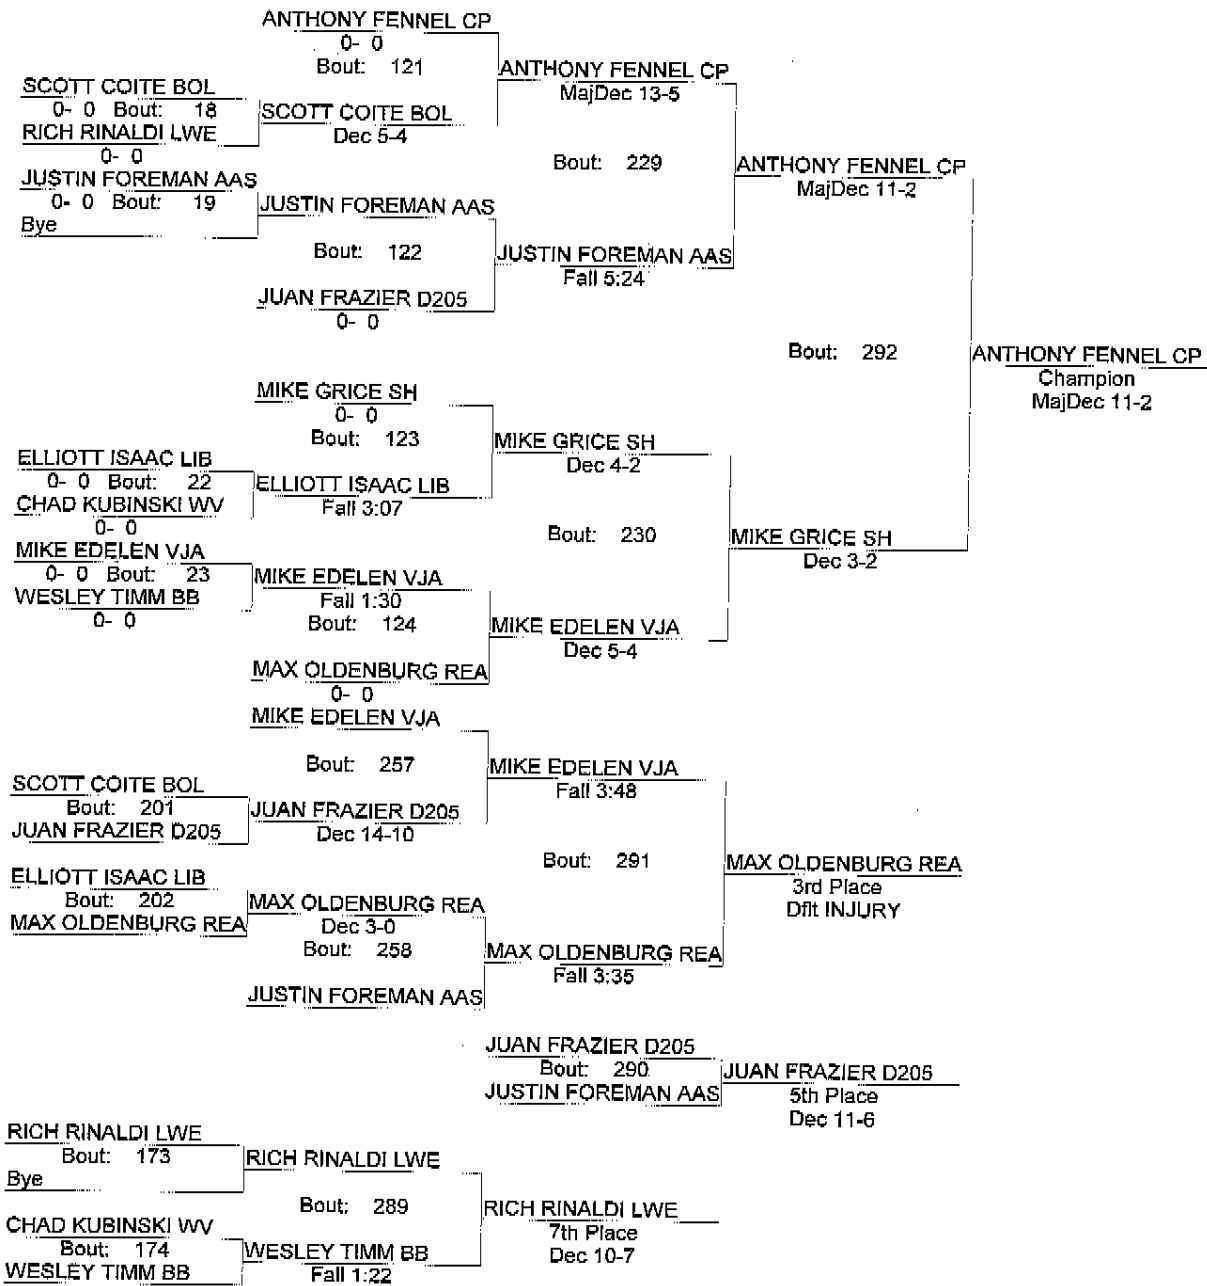 ANTHONY FENNEL CP
0- 0
Bout: 121
ANTHONY FENNEL CP
MajDec 13-5
SCOTT COITE BOL
0- 0 Bout: 18
SCOTT COITE BOL
Dec 5-4
RICH RINALDI LWE
0- 0
Bout: 229
ANTHONY FENNEL CP
MajDec 11-2
JUSTIN FOREMAN AAS
0- 0 Bout: 19
JUSTIN FOREMAN AAS
Bye
Bout: 122
JUSTIN FOREMAN AAS
Fall 5:24
JUAN FRAZIER D205
0- 0
Bout: 292
ANTHONY FENNEL CP
Champion
MajDec 11-2
MIKE GRICE SH
0- 0
Bout: 123
MIKE GRICE SH
Dec 4-2
ELLIOTT ISAAC LIB
0- 0 Bout: 22
ELLIOTT ISAAC LIB
Fall 3:07
CHAD KUBINSKI WV
0- 0
Bout: 230
MIKE GRICE SH
Dec 3-2
MIKE EDELEN VJA
0- 0 Bout: 23
MIKE EDELEN VJA
Fall 1:30
WESLEY TIMM BB
0- 0
Bout: 124
MIKE EDELEN VJA
Dec 5-4
MAX OLDENBURG REA
0- 0
MIKE EDELEN VJA
Bout: 257
MIKE EDELEN VJA
Fall 3:48
SCOTT COITE BOL
Bout: 201
JUAN FRAZIER D205
JUAN FRAZIER D205
Dec 14-10
Bout: 291
MAX OLDENBURG REA
3rd Place
Dflt INJURY
ELLIOTT ISAAC LIB
Bout: 202
MAX OLDENBURG REA
MAX OLDENBURG REA
Dec 3-0
Bout: 258
MAX OLDENBURG REA
Fall 3:35
JUSTIN FOREMAN AAS
JUAN FRAZIER D205
Bout: 290
JUSTIN FOREMAN AAS
JUAN FRAZIER D205
5th Place
Dec 11-6
RICH RINALDI LWE
Bout: 173
Bye
RICH RINALDI LWE
Bout: 289
RICH RINALDI LWE
7th Place
Dec 10-7
CHAD KUBINSKI WV
Bout: 174
WESLEY TIMM BB
WESLEY TIMM BB
Fall 1:22